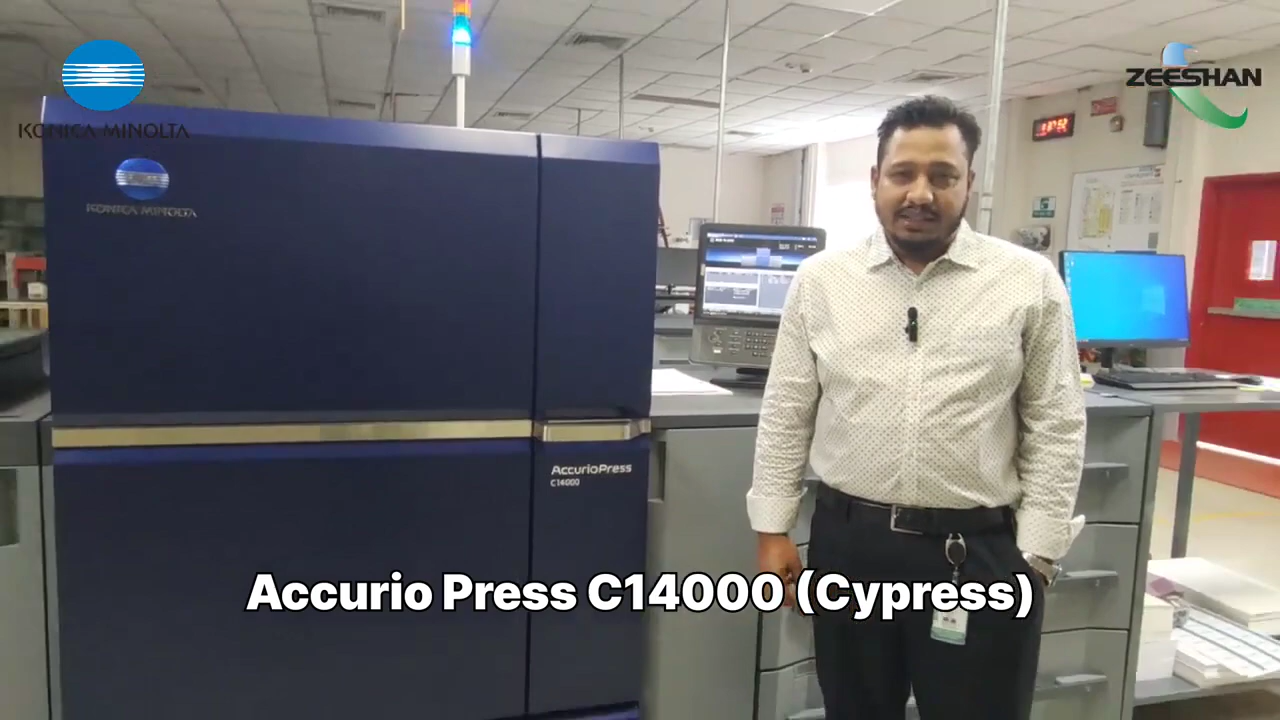 KONICA MINOLTA
ZEESHAN
KONICA MINOLTA
AccurioPress
C14000
Accurio Press C14000 (Cypress)